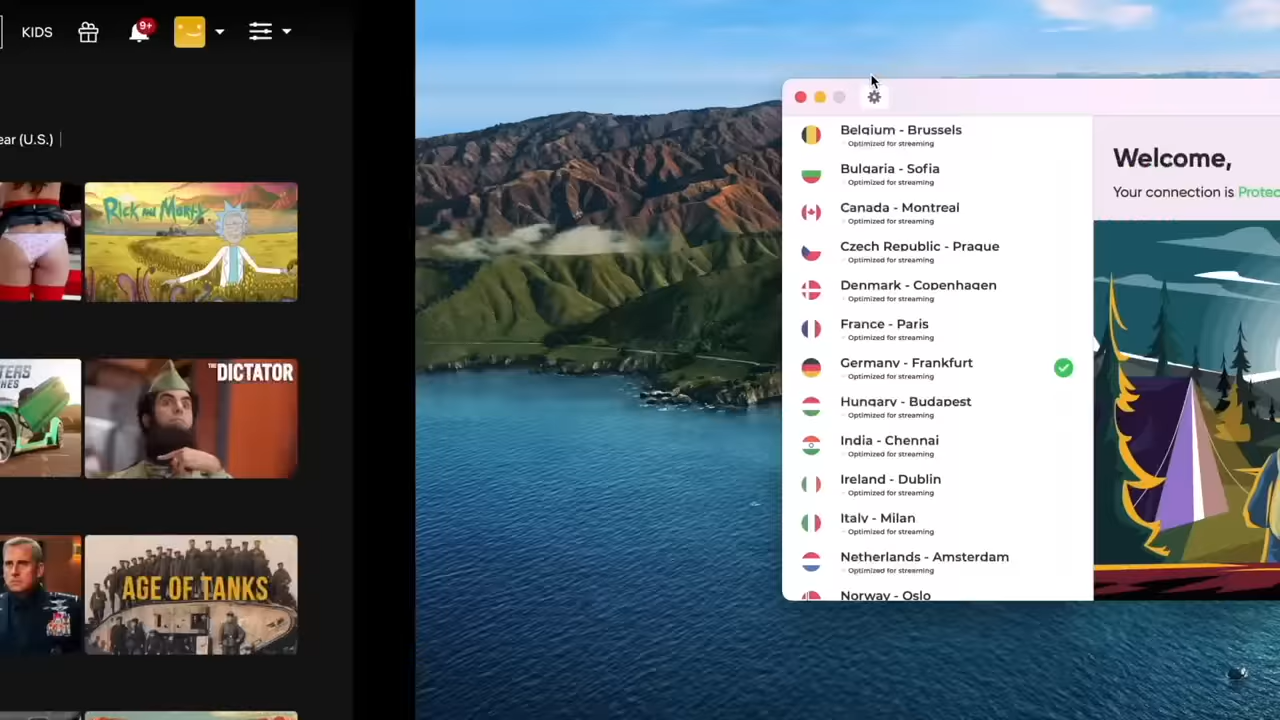 KIDS
9+
ear (U.S.)
RICK AND MORTY
TERS
HES
THE DICTATOR
AGE OF TANKS
Welcome,
Your connection is Protec
Belgium - Brussels
Optimized for streaming
Bulgaria - Sofia
Optimized for streaming
Canada - Montreal
Optimized for streaming
Czech Republic - Prague
Optimized for streaming
Denmark - Copenhagen
Optimized for streaming
France - Paris
Optimized for streaming
Germany - Frankfurt
Optimized for streaming
Hungary - Budapest
Optimized for streaming
India - Chennai
Optimized for streaming
Ireland - Dublin
Optimized for streaming
Italy - Milan
Optimized for streaming
Netherlands - Amsterdam
Optimized for streaming
Norway - Oslo